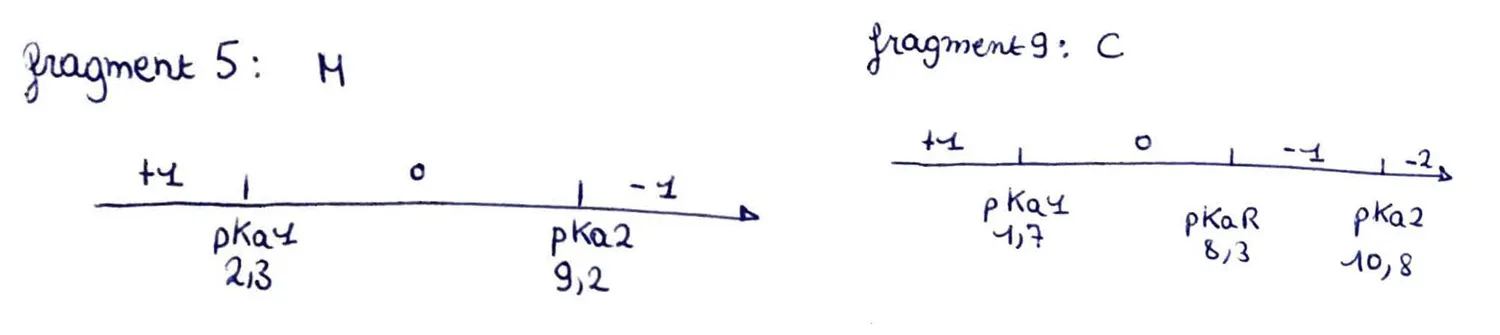 fragment 5: M
+1 0 -1
pKa1 pKa2
2,3 9,2
fragment 9: C
+1 0 -1 -2
pKa1 pKaR pKa2
1,7 8,3 10,8